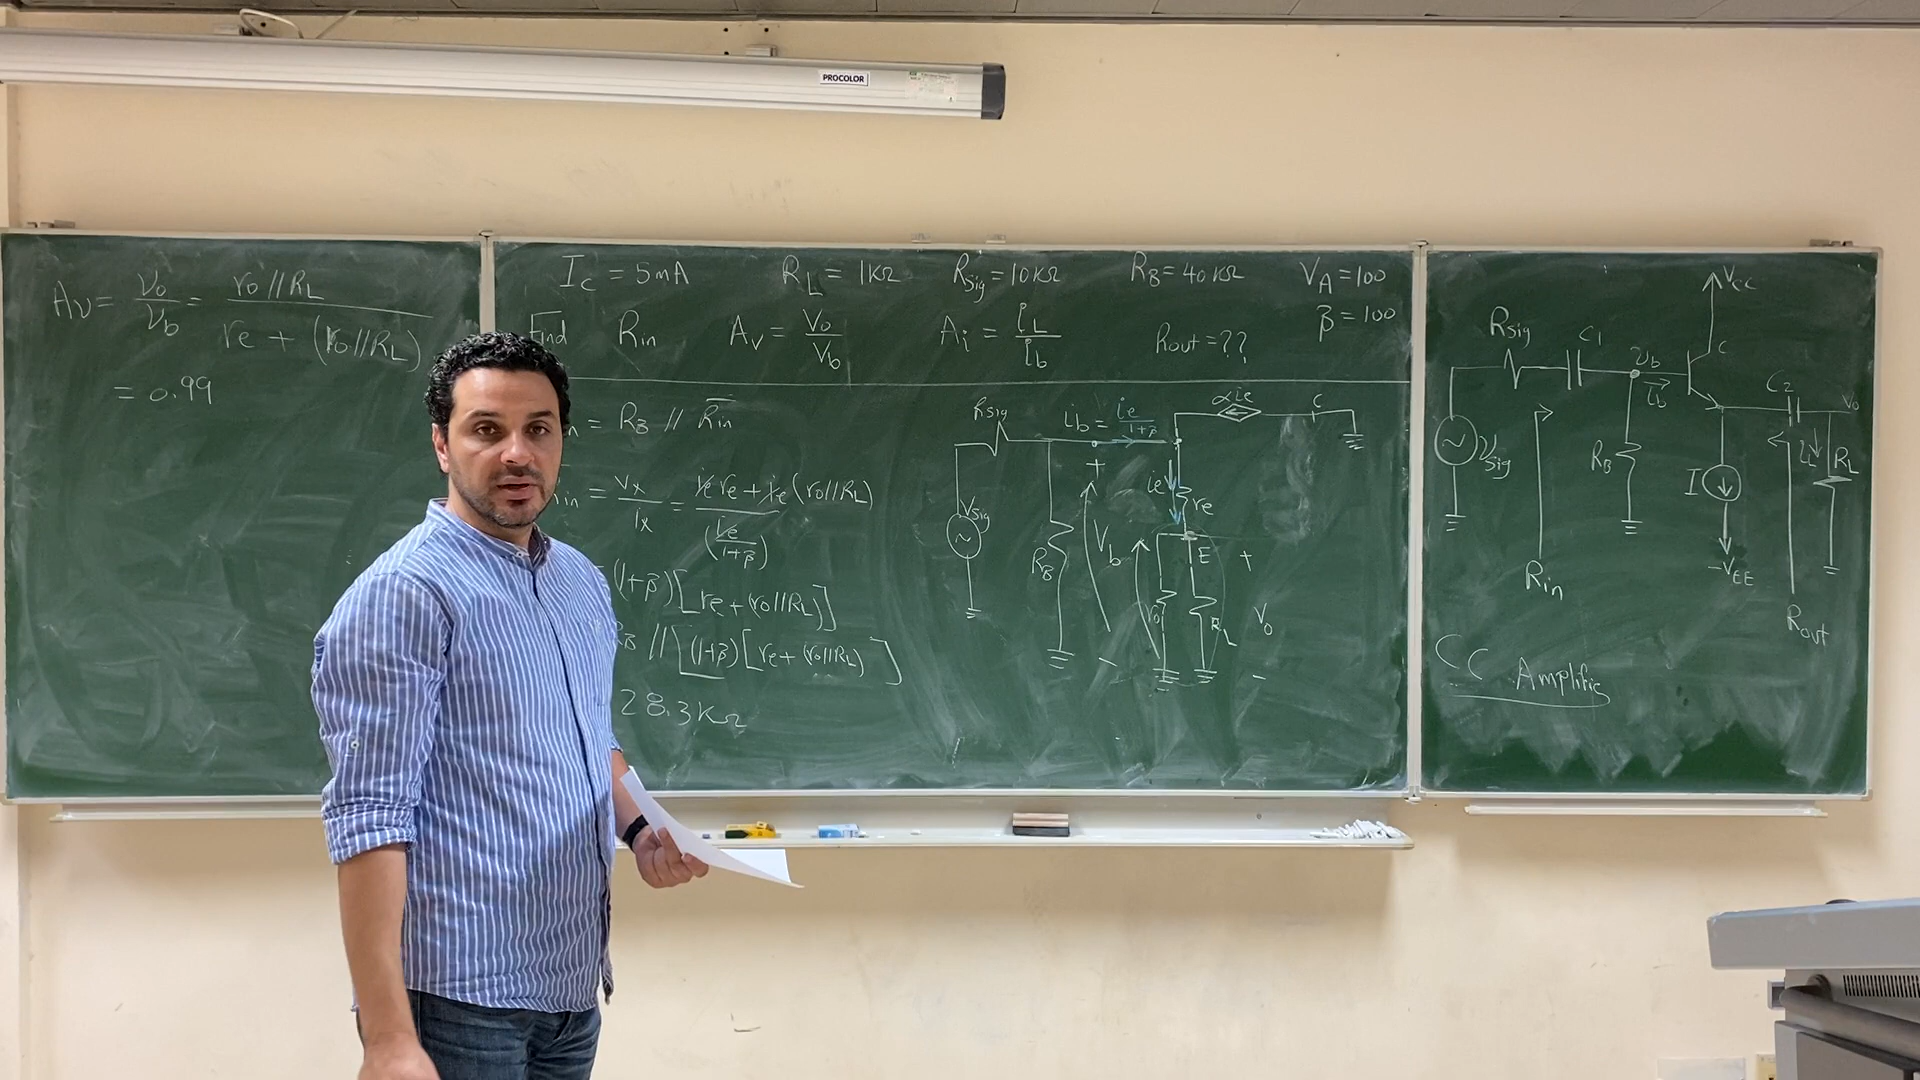 PROCOLOR
Av = vo/vb = ro//RL / re + (ro//RL)
= 0.99
Ic = 5mA RL = 1KΩ Rsig = 10KΩ RB = 40KΩ VA = 100
β = 100
Find Rin Av = Vo/Vb Ai = iL/ib Rout = ??
= RB // Rin
= vx/ix = ie re + ie (ro//RL) / (ie/1+β)
(1+β)[re + (ro//RL)]
RB // [(1+β)[re + (ro//RL)]]
28.3KΩ
Rsig ib = ie/1+β αie C
+ ie re
Vsig RB Vb E +
ro RL Vo
- -
VCC
Rsig C1 vb C
ib C2 Vo
vsig RB I iL RL
-VEE
Rin Rout
CC Amplifier